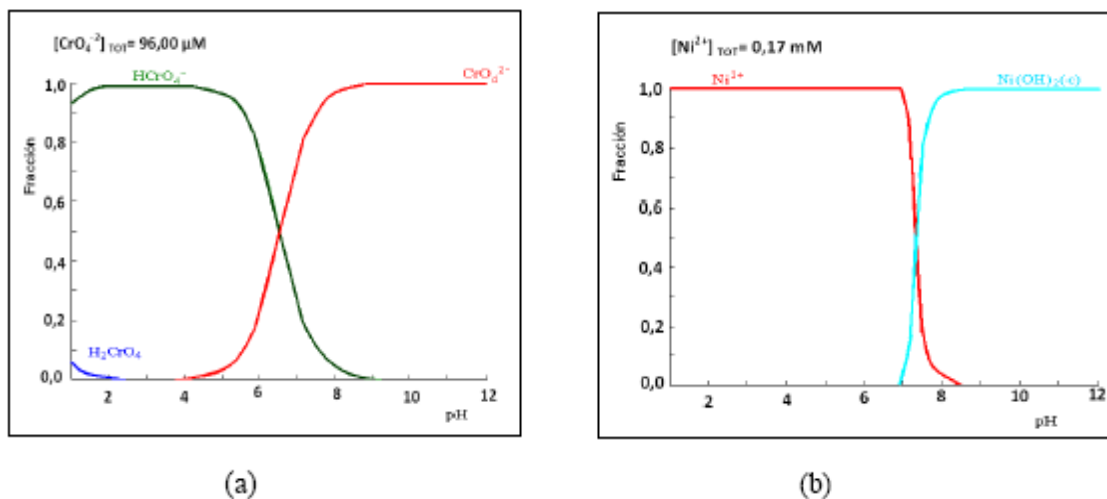 [CrO₄⁻²] TOT= 96,00 µM
HCrO₄⁻
CrO₄²⁻
1,0
0,8
0,6
0,4
0,2
0,0
Fracción
H₂CrO₄
2
4
6
8
10
12
pH
(a)
[Ni²⁺] TOT= 0,17 mM
Ni²⁺
Ni(OH)₂(c)
1,0
0,8
0,6
0,4
0,2
0,0
Fracción
2
4
6
8
10
12
pH
(b)